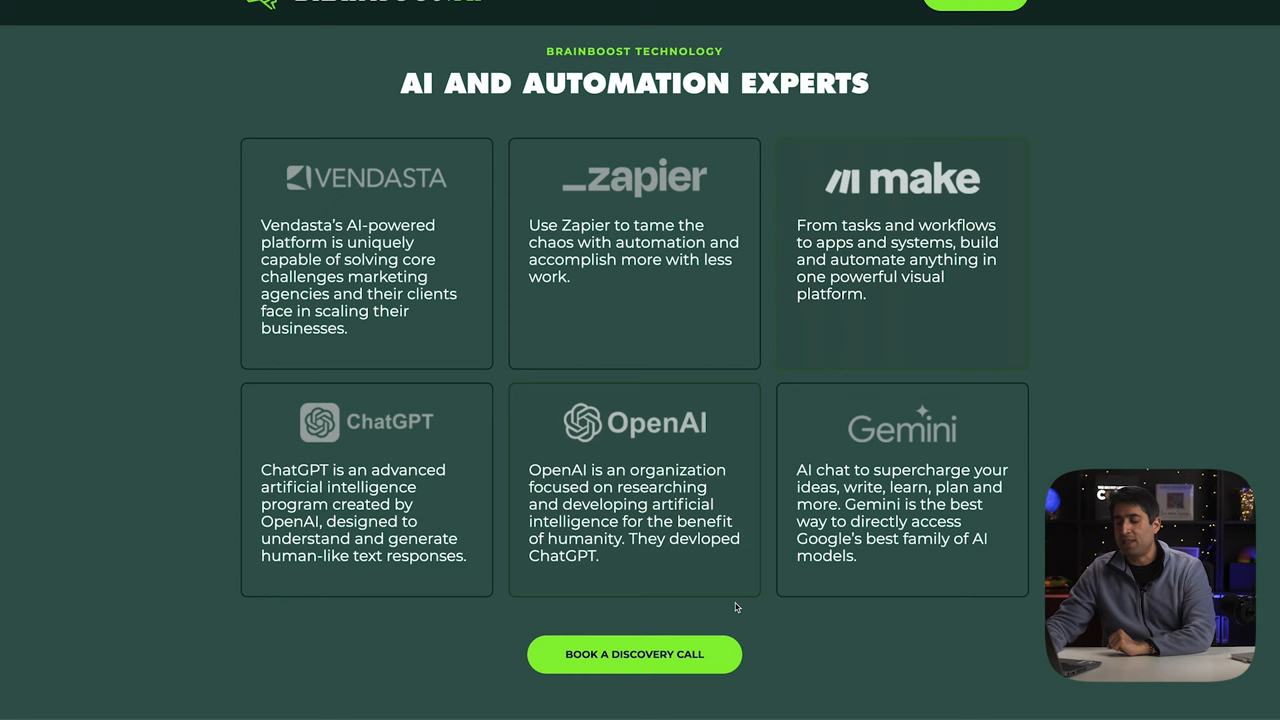 BRAINBOOST TECHNOLOGY
AI AND AUTOMATION EXPERTS
VENDASTA
Vendasta’s AI-powered
platform is uniquely
capable of solving core
challenges marketing
agencies and their clients
face in scaling their
businesses.
_zapier
Use Zapier to tame the
chaos with automation and
accomplish more with less
work.
make
From tasks and workflows
to apps and systems, build
and automate anything in
one powerful visual
platform.
ChatGPT
ChatGPT is an advanced
artificial intelligence
program created by
OpenAI, designed to
understand and generate
human-like text responses.
OpenAI
OpenAI is an organization
focused on researching
and developing artificial
intelligence for the benefit
of humanity. They devloped
ChatGPT.
Gemini
AI chat to supercharge your
ideas, write, learn, plan and
more. Gemini is the best
way to directly access
Google’s best family of AI
models.
BOOK A DISCOVERY CALL